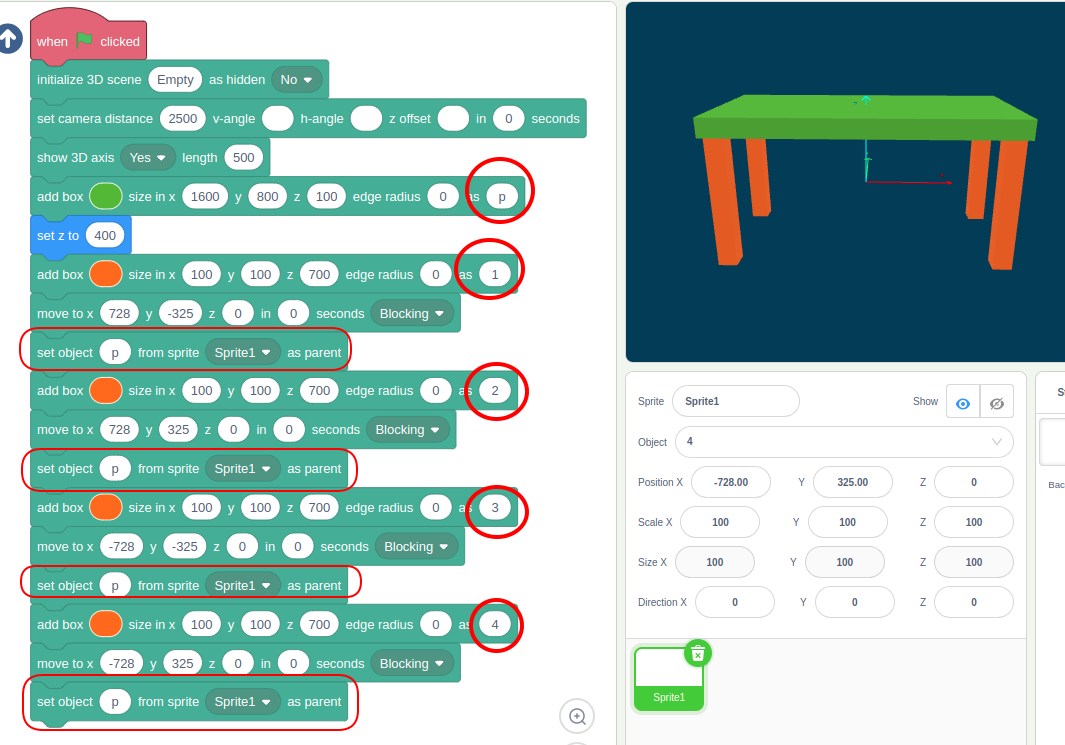 when clicked
initialize 3D scene Empty as hidden No
set camera distance 2500 v-angle h-angle z offset in 0 seconds
show 3D axis Yes length 500
add box size in x 1600 y 800 z 100 edge radius 0 as p
set z to 400
add box size in x 100 y 100 z 700 edge radius 0 as 1
move to x 728 y -325 z 0 in 0 seconds Blocking
set object p from sprite Sprite1 as parent
add box size in x 100 y 100 z 700 edge radius 0 as 2
move to x 728 y 325 z 0 in 0 seconds Blocking
set object p from sprite Sprite1 as parent
add box size in x 100 y 100 z 700 edge radius 0 as 3
move to x -728 y -325 z 0 in 0 seconds Blocking
set object p from sprite Sprite1 as parent
add box size in x 100 y 100 z 700 edge radius 0 as 4
move to x -728 y 325 z 0 in 0 seconds Blocking
set object p from sprite Sprite1 as parent
Sprite Sprite1 Show
Object 4
Position X -728.00 Y 325.00 Z 0
Scale X 100 Y 100 Z 100
Size X 100 Y 100 Z 100
Direction X 0 Y 0 Z 0
Sprite1